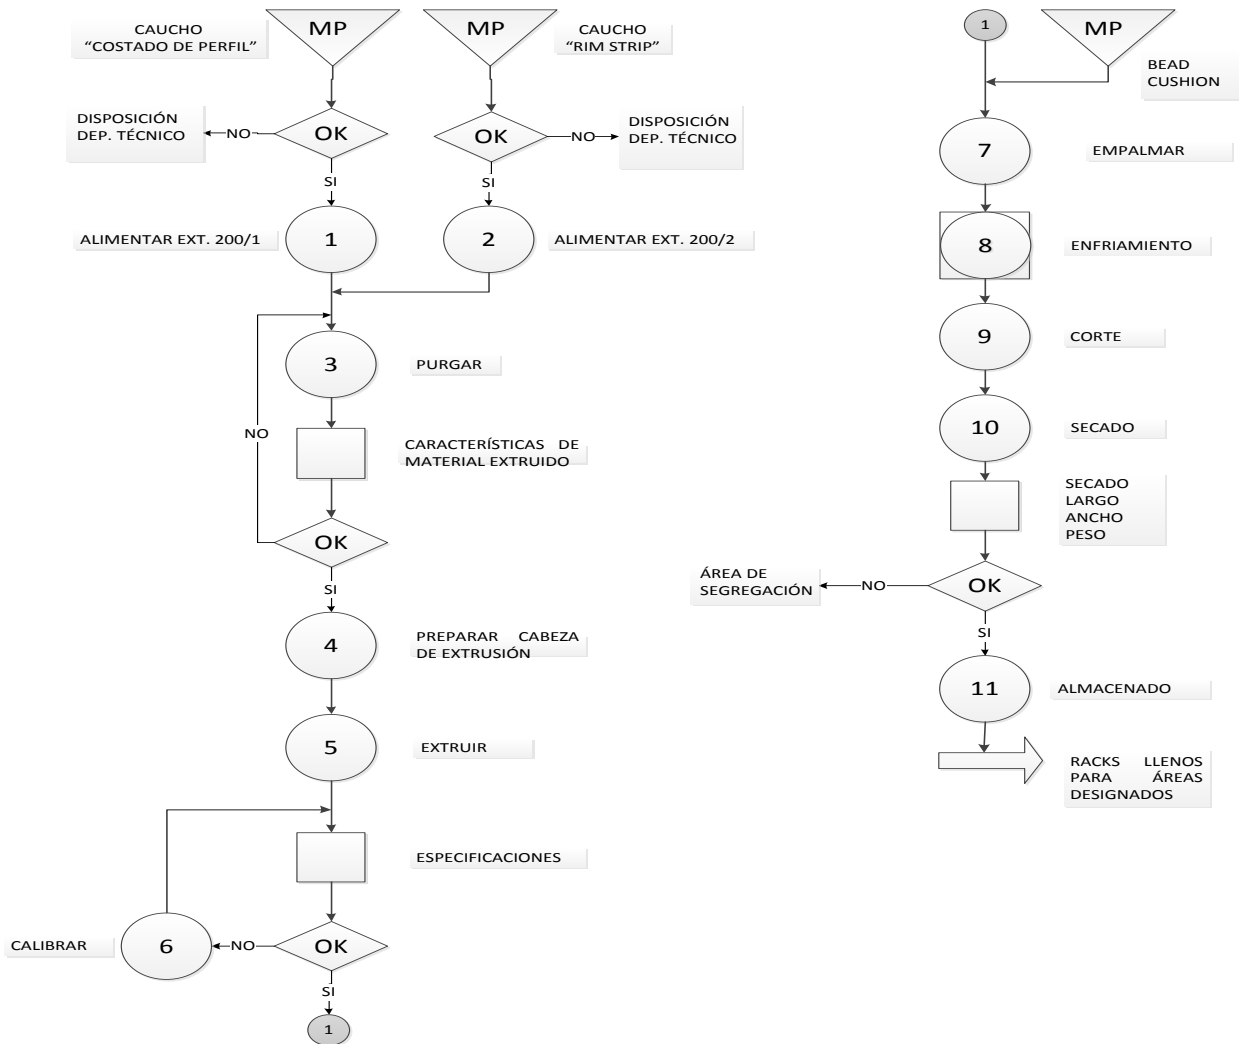 CAUCHO
"COSTADO DE PERFIL"
MP
MP
CAUCHO
"RIM STRIP"
DISPOSICIÓN
DEP. TÉCNICO
NO
OK
OK
NO
DISPOSICIÓN
DEP. TÉCNICO
SI
SI
ALIMENTAR EXT. 200/1
1
2
ALIMENTAR EXT. 200/2
3
PURGAR
NO
CARACTERÍSTICAS DE
MATERIAL EXTRUIDO
OK
SI
4
PREPARAR CABEZA
DE EXTRUSIÓN
5
EXTRUIR
ESPECIFICACIONES
CALIBRAR
6
NO
OK
SI
1
1
MP
BEAD
CUSHION
7
EMPALMAR
8
ENFRIAMIENTO
9
CORTE
10
SECADO
SECADO
LARGO
ANCHO
PESO
ÁREA DE
SEGREGACIÓN
NO
OK
SI
11
ALMACENADO
RACKS LLENOS
PARA ÁREAS
DESIGNADOS